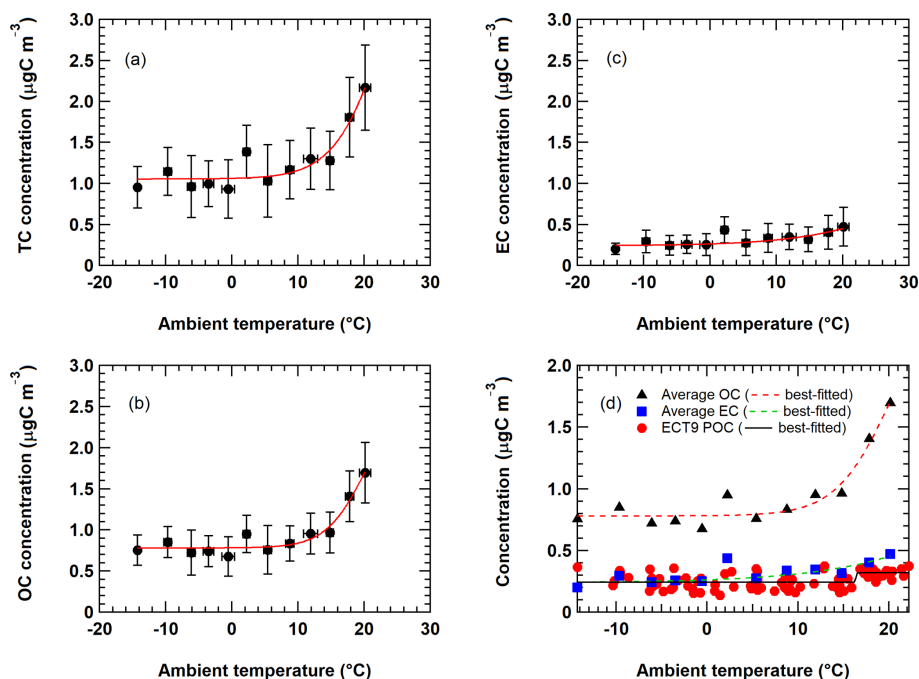 3.0
2.5
2.0
1.5
1.0
0.5
0
TC concentration (µgC m⁻³)
(a)
-20 -10 0 10 20 30
Ambient temperature (°C)
3.0
2.5
2.0
1.5
1.0
0.5
0
EC concentration (µgC m⁻³)
(c)
-20 -10 0 10 20 30
Ambient temperature (°C)
3.0
2.5
2.0
1.5
1.0
0.5
0.0
OC concentration (µgC m⁻³)
(b)
-20 -10 0 10 20 30
Ambient temperature (°C)
2.0
1.5
1.0
0.5
0.0
Concentration (µgC m⁻³)
(d)
Average OC ( best-fitted)
Average EC ( best-fitted)
ECT9 POC ( best-fitted)
-10 0 10 20
Ambient temperature (°C)